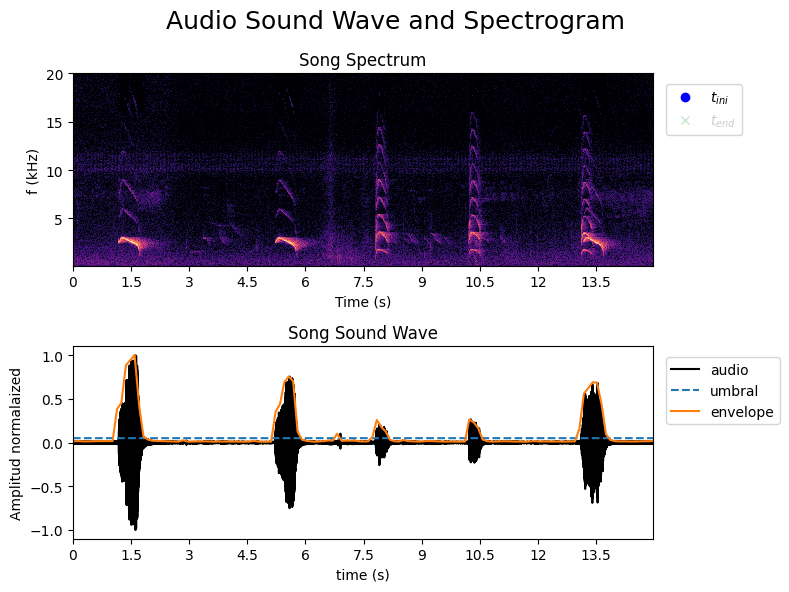 Audio Sound Wave and Spectrogram
Song Spectrum
20
15
10
5
f (kHz)
0 1.5 3 4.5 6 7.5 9 10.5 12 13.5
Time (s)
t_ini
t_end
Song Sound Wave
1.0
0.5
0.0
−0.5
−1.0
Amplitud normalaized
0 1.5 3 4.5 6 7.5 9 10.5 12 13.5
time (s)
audio
umbral
envelope